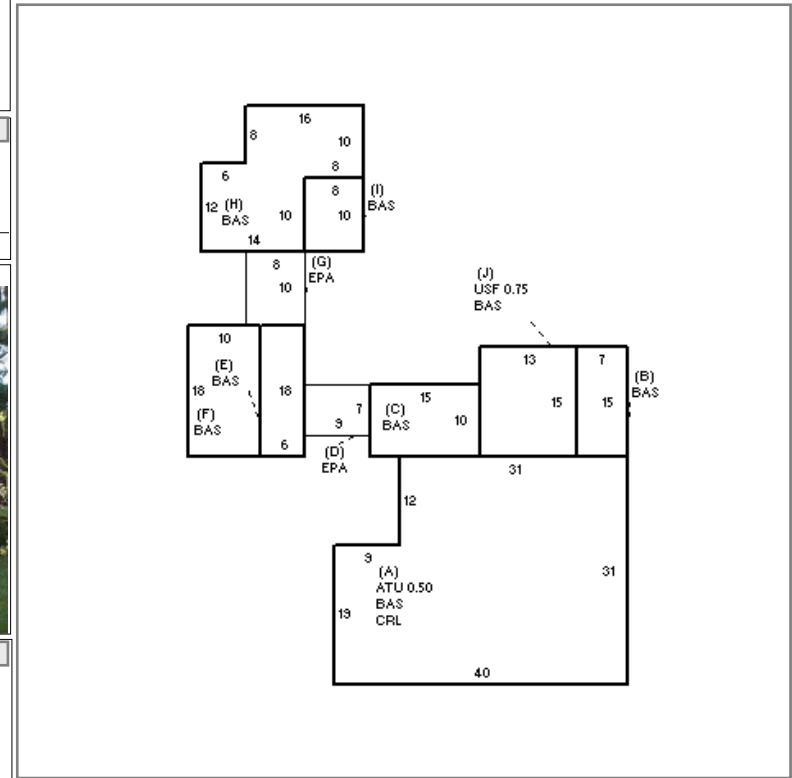 16
8
10
8
6
8
(I)
BAS
12
(H)
BAS
10
10
14
8
(G)
EPA
10
(J)
USF 0.75
BAS
10
13
7
(E)
BAS
(B)
BAS
18
18
15
7
(C)
BAS
15
15
(F)
BAS
9
10
6
(D)
EPA
31
12
9
(A)
ATU 0.50
BAS
CRL
31
19
40